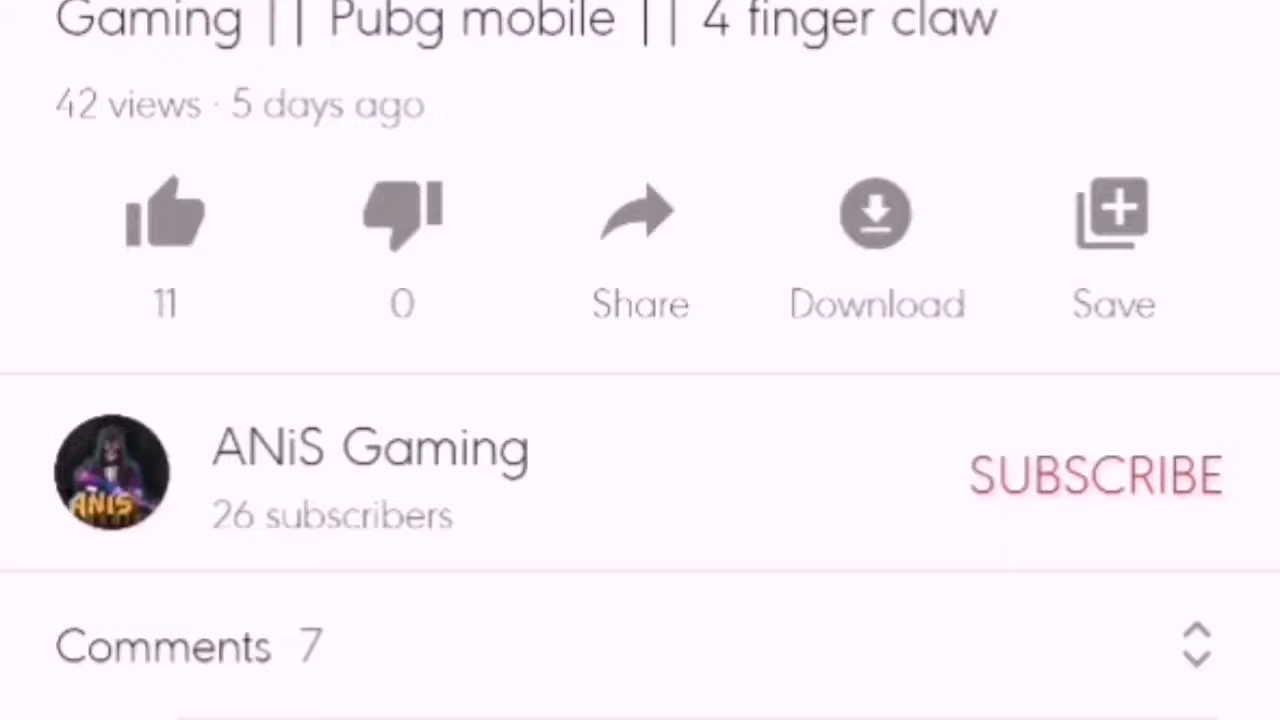 Gaming || Pubg mobile || 4 finger claw
42 views · 5 days ago
11
0
Share
Download
Save
ANiS Gaming
SUBSCRIBE
26 subscribers
ANIS
Comments 7